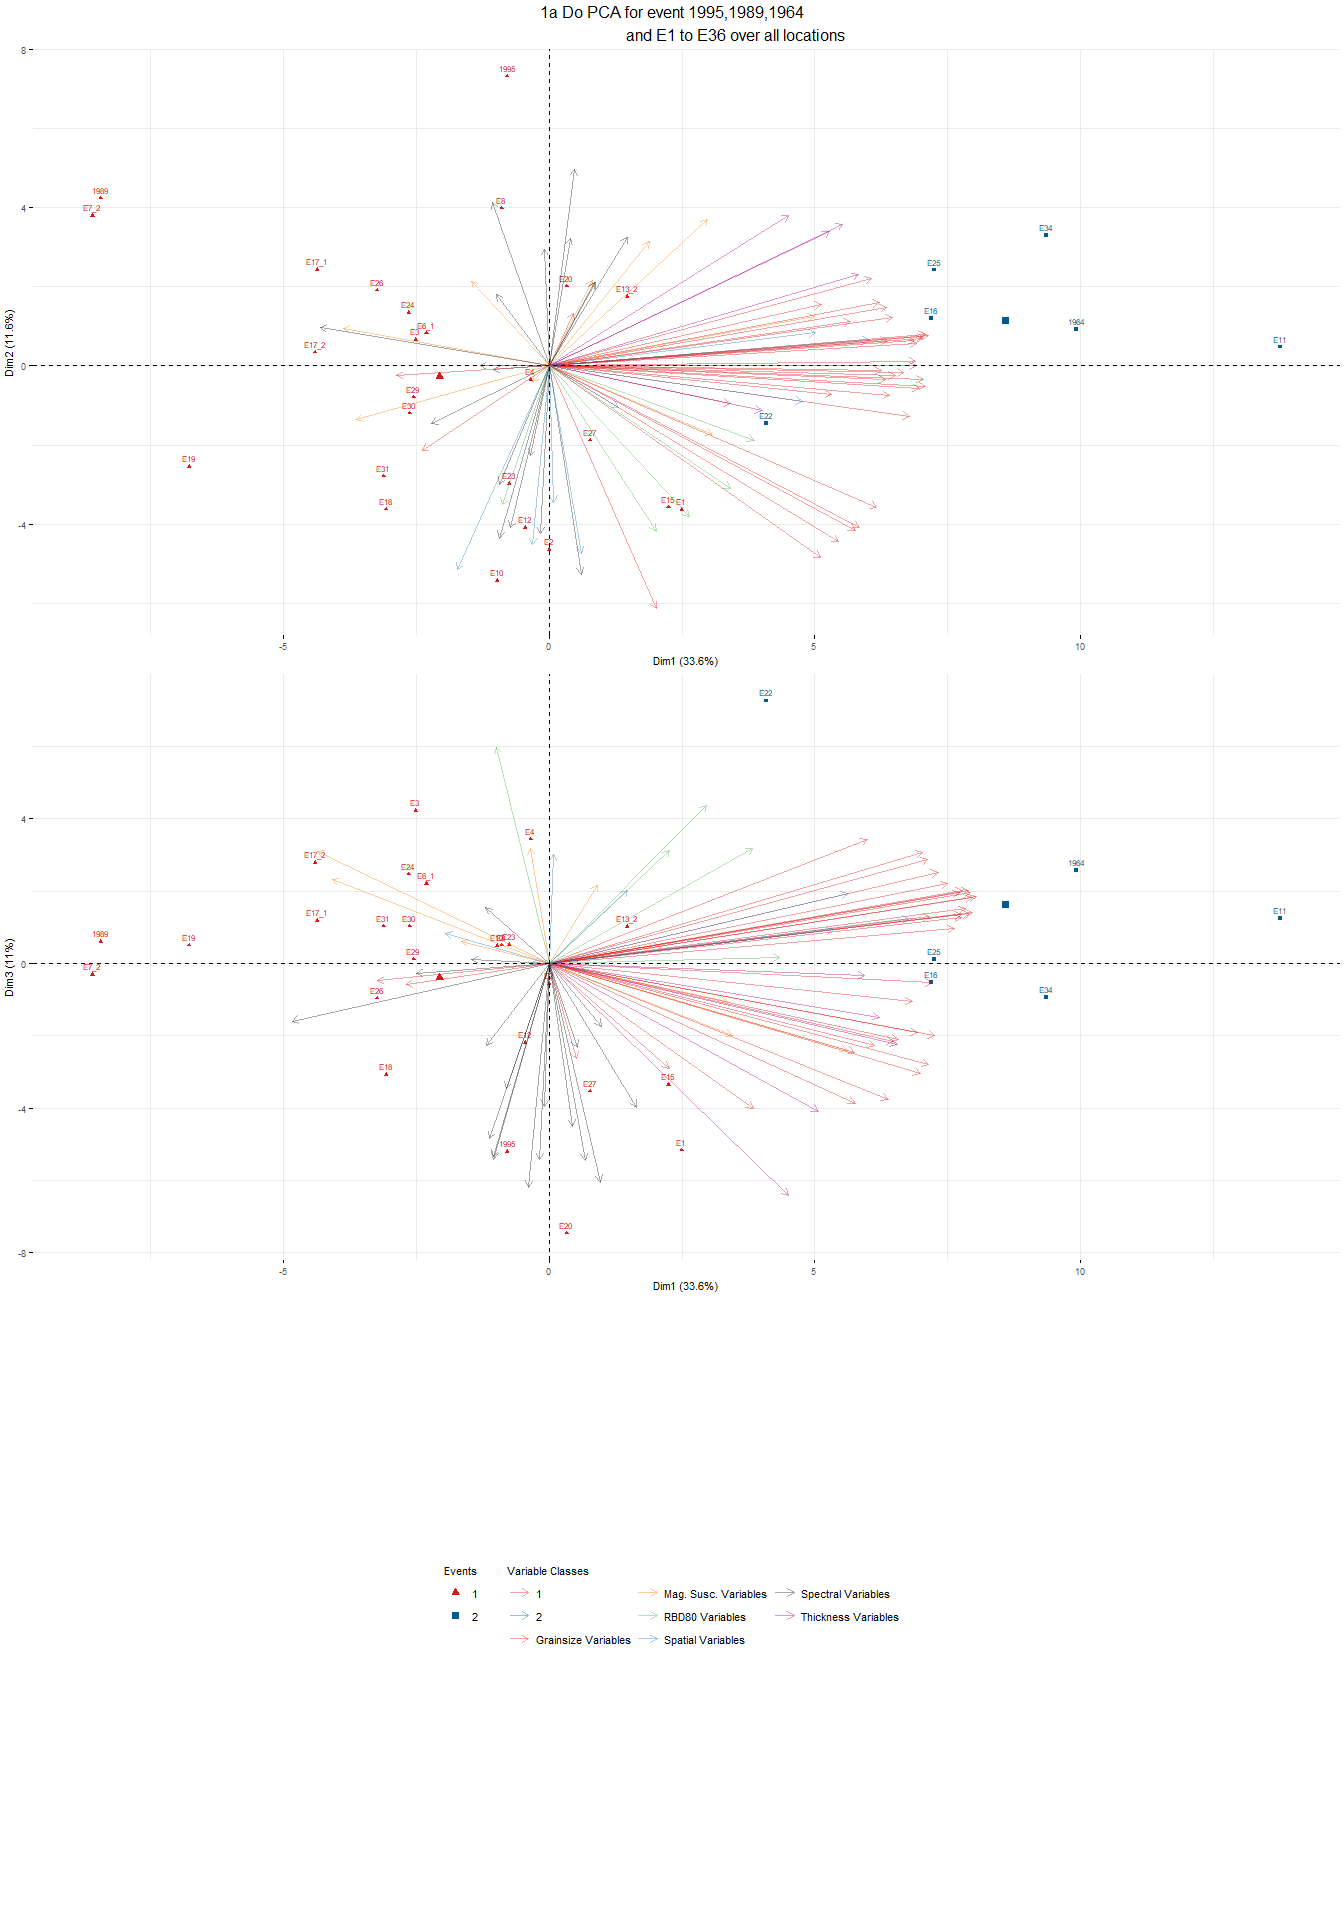 1a Do PCA for event 1995,1989,1964
and E1 to E36 over all locations
8
1995
1989
E7_2
4
E8
E34
E17_1
E25
E26
E20
E13_2
E24
E16
E6_1
1964
E3
E11
E17_2
Dim2 (11.6%)
0
E4
E29
E30
E22
E27
E19
E31
E23
E18
E15
E1
-4
E12
E2
E10
-5
0
5
10
Dim1 (33.6%)
E22
E3
4
E4
E17_2
E24
1964
E6_1
E17_1
E31
E30
E13_2
E11
1989
E19
E23
E29
E25
0
E7_2
E16
E26
E34
Dim3 (11%)
E12
E18
E15
E27
-4
1995
E1
E20
-8
-5
0
5
10
Dim1 (33.6%)
Events
Variable Classes
1
1
Mag. Susc. Variables
Spectral Variables
2
2
RBD80 Variables
Thickness Variables
Grainsize Variables
Spatial Variables